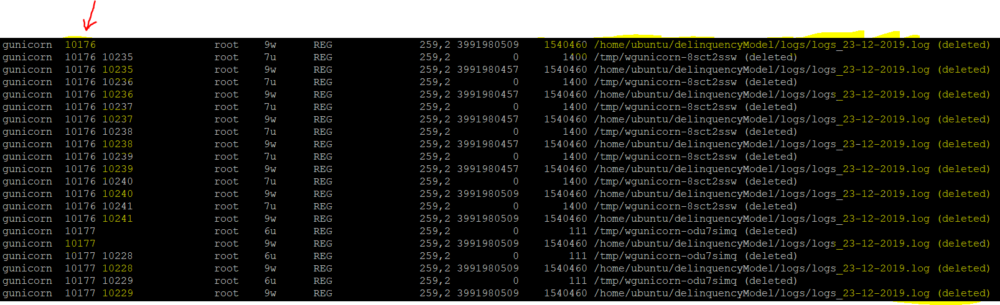 gunicorn 10176 root 9w REG 259,2 3991980509 1540460 /home/ubuntu/delinquencyModel/logs/logs_23-12-2019.log (deleted)
gunicorn 10176 10235 root 7u REG 259,2 0 1400 /tmp/wgunicorn-8sct2ssw (deleted)
gunicorn 10176 10235 root 9w REG 259,2 3991980457 1540460 /home/ubuntu/delinquencyModel/logs/logs_23-12-2019.log (deleted)
gunicorn 10176 10236 root 7u REG 259,2 0 1400 /tmp/wgunicorn-8sct2ssw (deleted)
gunicorn 10176 10236 root 9w REG 259,2 3991980457 1540460 /home/ubuntu/delinquencyModel/logs/logs_23-12-2019.log (deleted)
gunicorn 10176 10237 root 7u REG 259,2 0 1400 /tmp/wgunicorn-8sct2ssw (deleted)
gunicorn 10176 10237 root 9w REG 259,2 3991980457 1540460 /home/ubuntu/delinquencyModel/logs/logs_23-12-2019.log (deleted)
gunicorn 10176 10238 root 7u REG 259,2 0 1400 /tmp/wgunicorn-8sct2ssw (deleted)
gunicorn 10176 10238 root 9w REG 259,2 3991980457 1540460 /home/ubuntu/delinquencyModel/logs/logs_23-12-2019.log (deleted)
gunicorn 10176 10239 root 7u REG 259,2 0 1400 /tmp/wgunicorn-8sct2ssw (deleted)
gunicorn 10176 10239 root 9w REG 259,2 3991980457 1540460 /home/ubuntu/delinquencyModel/logs/logs_23-12-2019.log (deleted)
gunicorn 10176 10240 root 7u REG 259,2 0 1400 /tmp/wgunicorn-8sct2ssw (deleted)
gunicorn 10176 10240 root 9w REG 259,2 3991980509 1540460 /home/ubuntu/delinquencyModel/logs/logs_23-12-2019.log (deleted)
gunicorn 10176 10241 root 7u REG 259,2 0 1400 /tmp/wgunicorn-8sct2ssw (deleted)
gunicorn 10176 10241 root 9w REG 259,2 3991980509 1540460 /home/ubuntu/delinquencyModel/logs/logs_23-12-2019.log (deleted)
gunicorn 10177 root 6u REG 259,2 0 111 /tmp/wgunicorn-odu7simq (deleted)
gunicorn 10177 root 9w REG 259,2 3991980509 1540460 /home/ubuntu/delinquencyModel/logs/logs_23-12-2019.log (deleted)
gunicorn 10177 10228 root 6u REG 259,2 0 111 /tmp/wgunicorn-odu7simq (deleted)
gunicorn 10177 10228 root 9w REG 259,2 3991980509 1540460 /home/ubuntu/delinquencyModel/logs/logs_23-12-2019.log (deleted)
gunicorn 10177 10229 root 6u REG 259,2 0 111 /tmp/wgunicorn-odu7simq (deleted)
gunicorn 10177 10229 root 9w REG 259,2 3991980509 1540460 /home/ubuntu/delinquencyModel/logs/logs_23-12-2019.log (deleted)